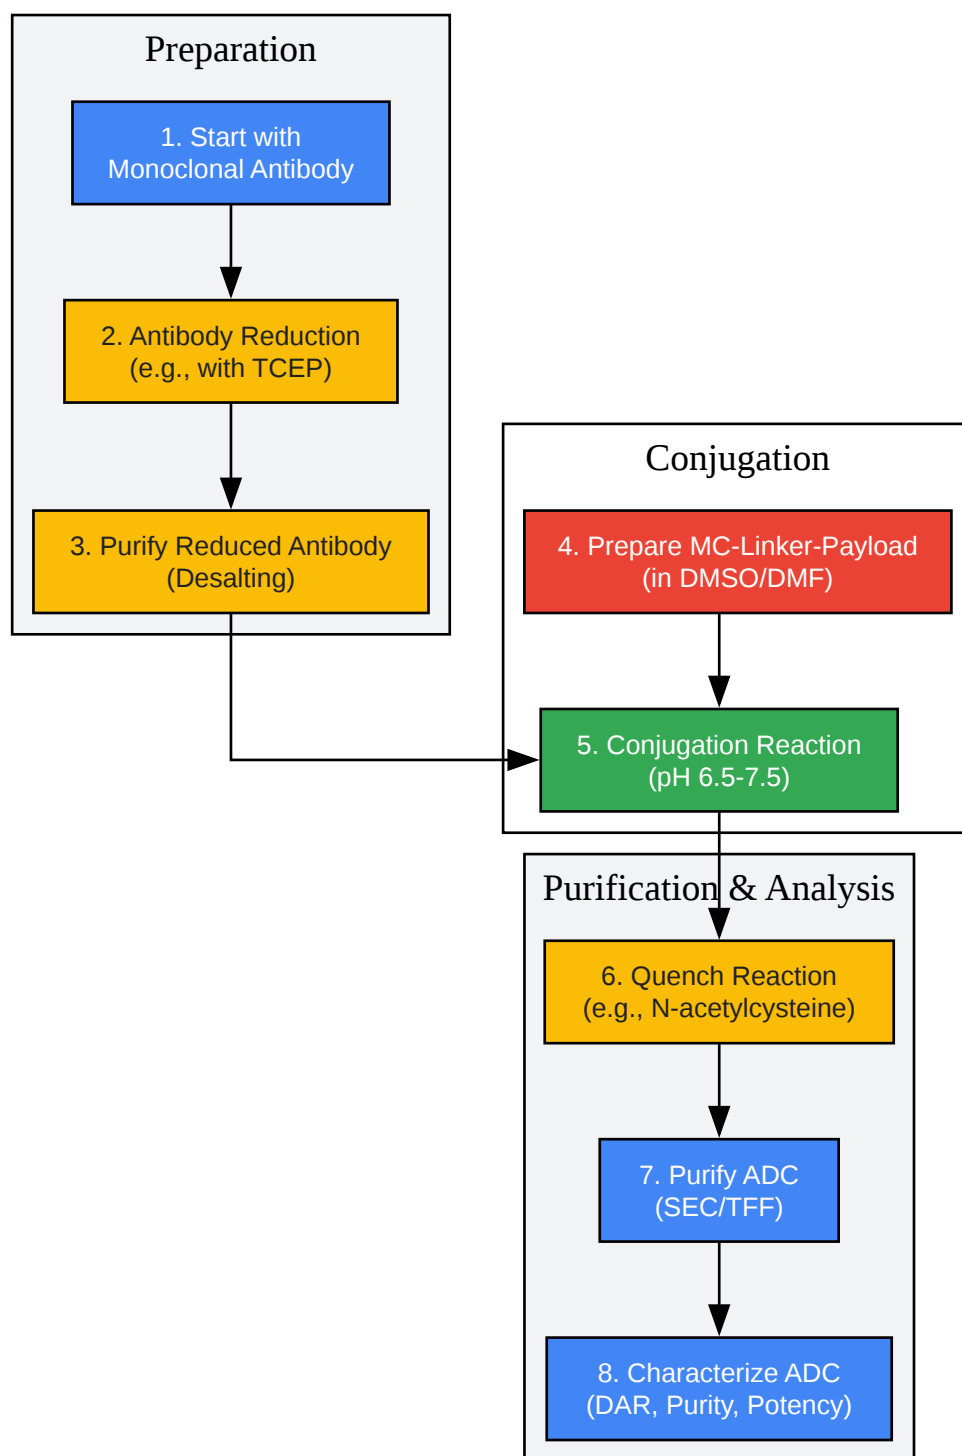 Preparation
1. Start with
Monoclonal Antibody
2. Antibody Reduction
(e.g., with TCEP)
3. Purify Reduced Antibody
(Desalting)
Conjugation
4. Prepare MC-Linker-Payload
(in DMSO/DMF)
5. Conjugation Reaction
(pH 6.5-7.5)
Purification & Analysis
6. Quench Reaction
(e.g., N-acetylcysteine)
7. Purify ADC
(SEC/TFF)
8. Characterize ADC
(DAR, Purity, Potency)